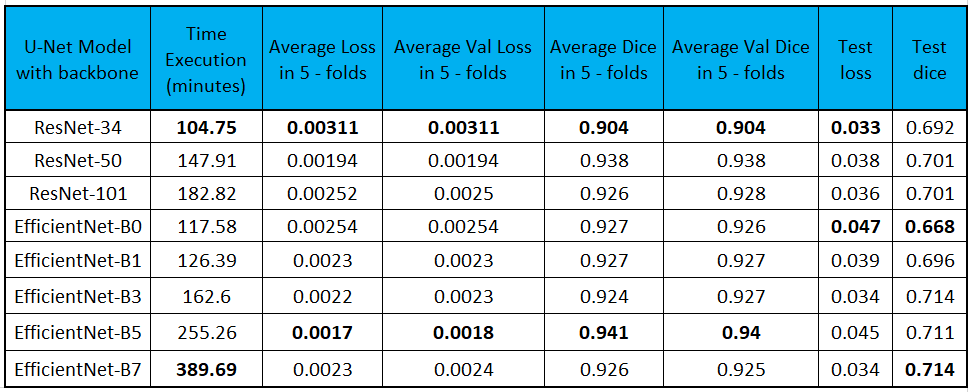 U-Net Model with backbone | Time Execution (minutes) | Average Loss in 5 - folds | Average Val Loss in 5 - folds | Average Dice in 5 - folds | Average Val Dice in 5 - folds | Test loss | Test dice
ResNet-34 | 104.75 | 0.00311 | 0.00311 | 0.904 | 0.904 | 0.033 | 0.692
ResNet-50 | 147.91 | 0.00194 | 0.00194 | 0.938 | 0.938 | 0.038 | 0.701
ResNet-101 | 182.82 | 0.00252 | 0.0025 | 0.926 | 0.928 | 0.036 | 0.701
EfficientNet-B0 | 117.58 | 0.00254 | 0.00254 | 0.927 | 0.926 | 0.047 | 0.668
EfficientNet-B1 | 126.39 | 0.0023 | 0.0023 | 0.927 | 0.927 | 0.039 | 0.696
EfficientNet-B3 | 162.6 | 0.0022 | 0.0023 | 0.924 | 0.927 | 0.034 | 0.714
EfficientNet-B5 | 255.26 | 0.0017 | 0.0018 | 0.941 | 0.94 | 0.045 | 0.711
EfficientNet-B7 | 389.69 | 0.0023 | 0.0024 | 0.926 | 0.925 | 0.034 | 0.714